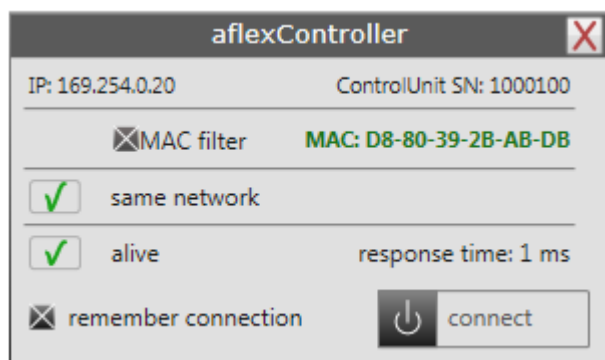 aflexController
IP: 169.254.0.20 ControlUnit SN: 1000100
MAC filter MAC: D8-80-39-2B-AB-DB
same network
alive response time: 1 ms
remember connection connect